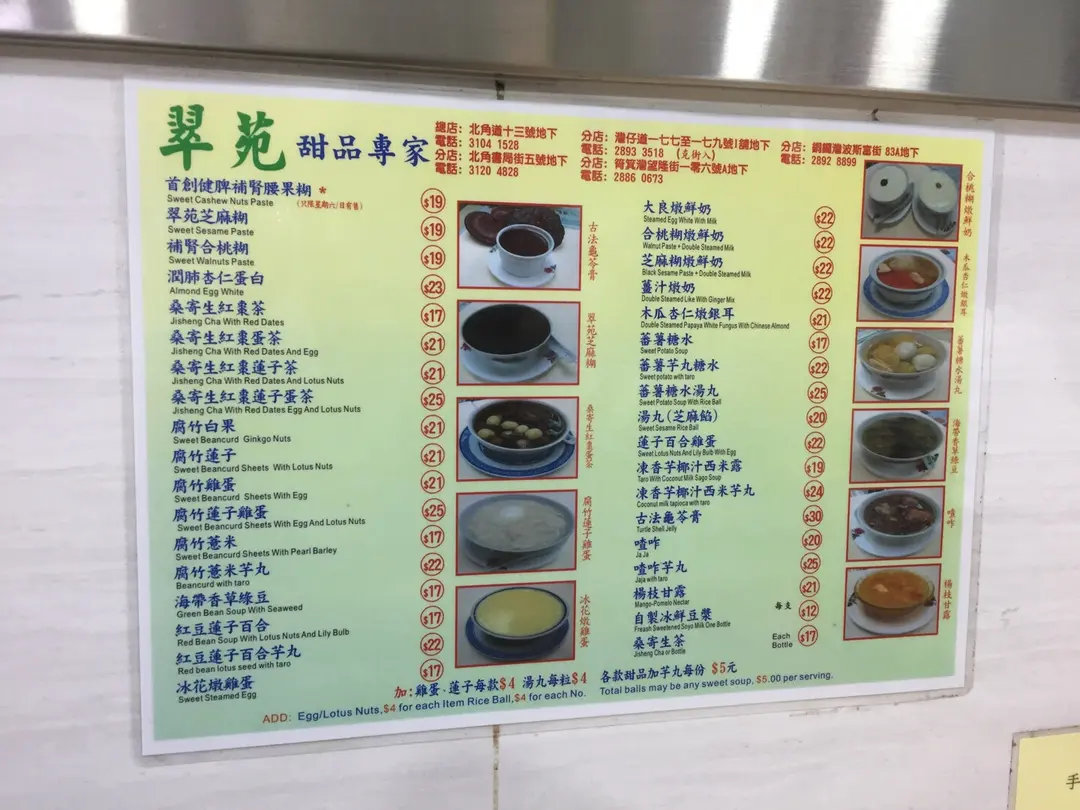 翠苑 甜品專家
總店：北角道十三號地下
電話：3104 1528
分店：北角書局街五號地下
電話：3120 4828
分店：灣仔道一七七至一七九號1舖地下
電話：2893 3518 （克街入）
分店：筲箕灣望隆街一零六號A地下
電話：2886 0673
分店：銅鑼灣波斯富街 83A地下
電話：2892 8899
首創健脾補腎腰果糊 *
Sweet Cashew Nuts Paste （只限星期六/日有售） $19
翠苑芝麻糊
Sweet Sesame Paste $19
補腎合桃糊
Sweet Walnuts Paste $19
潤肺杏仁蛋白
Almond Egg White $23
桑寄生紅棗茶
Jisheng Cha With Red Dates $17
桑寄生紅棗蛋茶
Jisheng Cha With Red Dates And Egg $21
桑寄生紅棗蓮子茶
Jisheng Cha With Red Dates And Lotus Nuts $21
桑寄生紅棗蓮子蛋茶
Jisheng Cha With Red Dates Egg And Lotus Nuts $25
腐竹白果
Sweet Beancurd Ginkgo Nuts $21
腐竹蓮子
Sweet Beancurd Sheets With Lotus Nuts $21
腐竹雞蛋
Sweet Beancurd Sheets With Egg $21
腐竹蓮子雞蛋
Sweet Beancurd Sheets With Egg And Lotus Nuts $25
腐竹薏米
Sweet Beancurd Sheets With Pearl Barley $17
腐竹薏米芋丸
Beancurd with taro $22
海帶香草綠豆
Green Bean Soup With Seaweed $17
紅豆蓮子百合
Red Bean Soup With Lotus Nuts And Lily Bulb $17
紅豆蓮子百合芋丸
Red bean lotus seed with taro $22
冰花燉雞蛋
Sweet Steamed Egg $17
古法龜苓膏
翠苑芝麻糊
桑寄生紅棗蛋茶
腐竹蓮子雞蛋
冰花燉雞蛋
大良燉鮮奶
Steamed Egg White With Milk $22
合桃糊燉鮮奶
Walnut Paste + Double Steamed Milk $22
芝麻糊燉鮮奶
Black Sesame Paste + Double Steamed Milk $22
薑汁燉奶
Double Steamed Like With Ginger Mix $22
木瓜杏仁燉銀耳
Double Steamed Papaya White Fungus With Chinese Almond $21
蕃薯糖水
Sweet Potato Soup $17
蕃薯芋丸糖水
Sweet potato with taro $22
蕃薯糖水湯丸
Sweet Potato Soup With Rice Ball $25
湯丸（芝麻餡）
Sweet Sesame Rice Ball $20
蓮子百合雞蛋
Sweet Lotus Nuts And Lily Bulb With Egg $22
凍香芋椰汁西米露
Taro With Coconut Milk Sago Soup $19
凍香芋椰汁西米芋丸
Coconut milk tapioca with taro $24
古法龜苓膏
Turtle Shell Jelly $30
喳咋
Ja Ja $20
喳咋芋丸
Jaja with taro $25
楊枝甘露
Mango-Pomelo Nectar $21
自製冰鮮豆漿 每支
Freash Sweetened Soyo Milk One Bottle $12
桑寄生茶 Each
Jisheng Cha or Bottle Bottle $17
合桃糊燉鮮奶
木瓜杏仁燉銀耳
蕃薯糖水湯丸
海帶香草綠豆
喳咋
楊枝甘露
加：雞蛋．蓮子每款$4 湯丸每粒$4 各款甜品加芋丸每份 $5元
ADD: Egg/Lotus Nuts,$4 for each Item Rice Ball,$4 for each No. Total balls may be any sweet soup, $5.00 per serving.
手